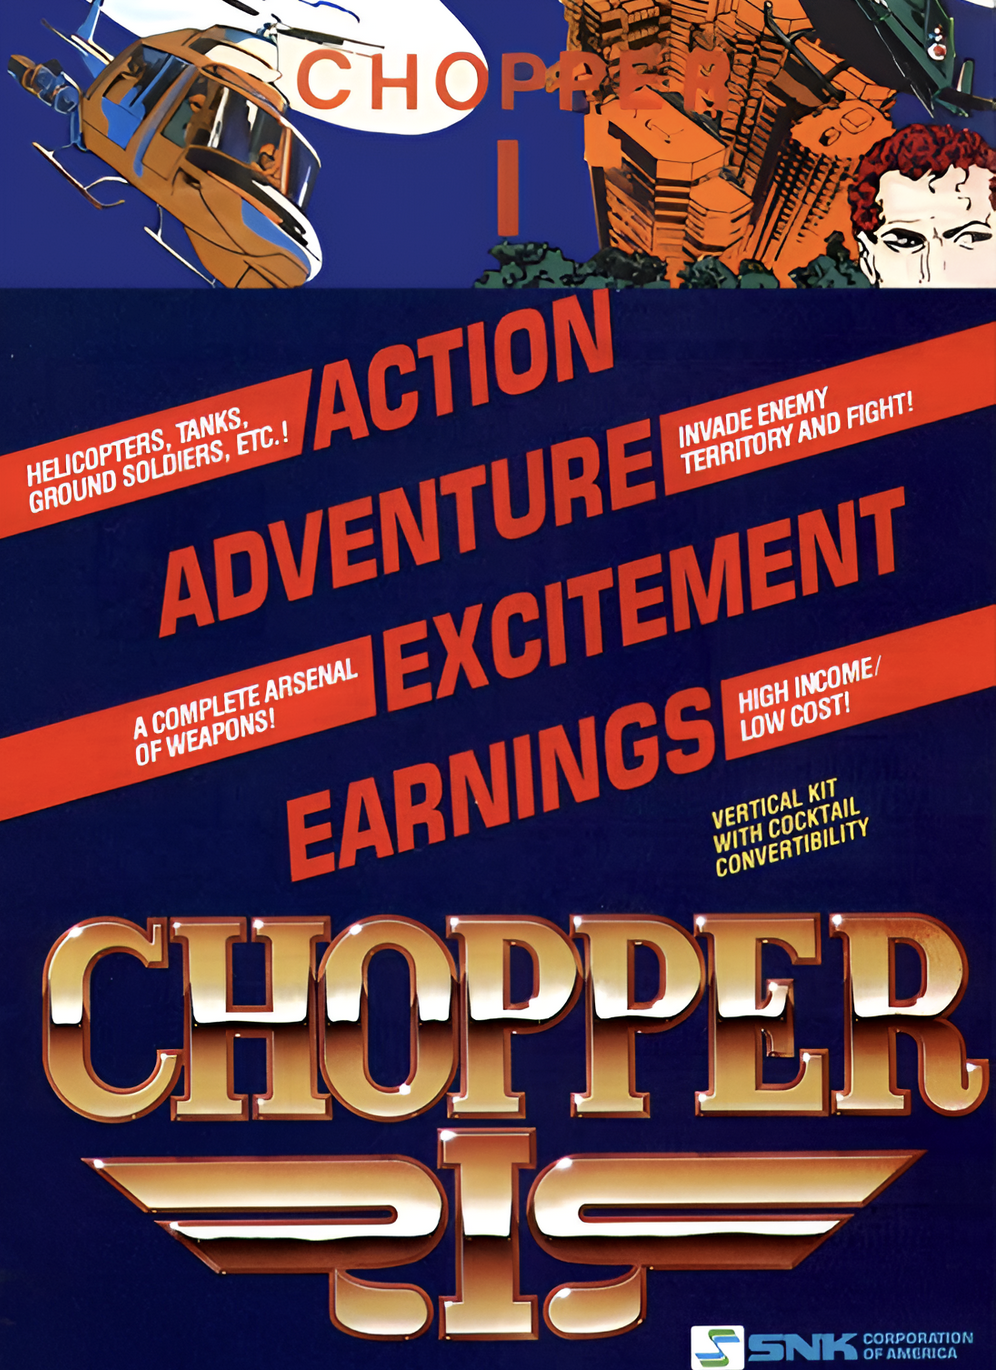 CHOPPER
I
ACTION
HELICOPTERS, TANKS,
GROUND SOLDIERS, ETC.!
ADVENTURE
INVADE ENEMY
TERRITORY AND FIGHT!
EXCITEMENT
A COMPLETE ARSENAL
OF WEAPONS!
EARNINGS
HIGH INCOME/
LOW COST!
VERTICAL KIT
WITH COCKTAIL
CONVERTIBILITY
CHOPPER
I
SNK CORPORATION
OF AMERICA